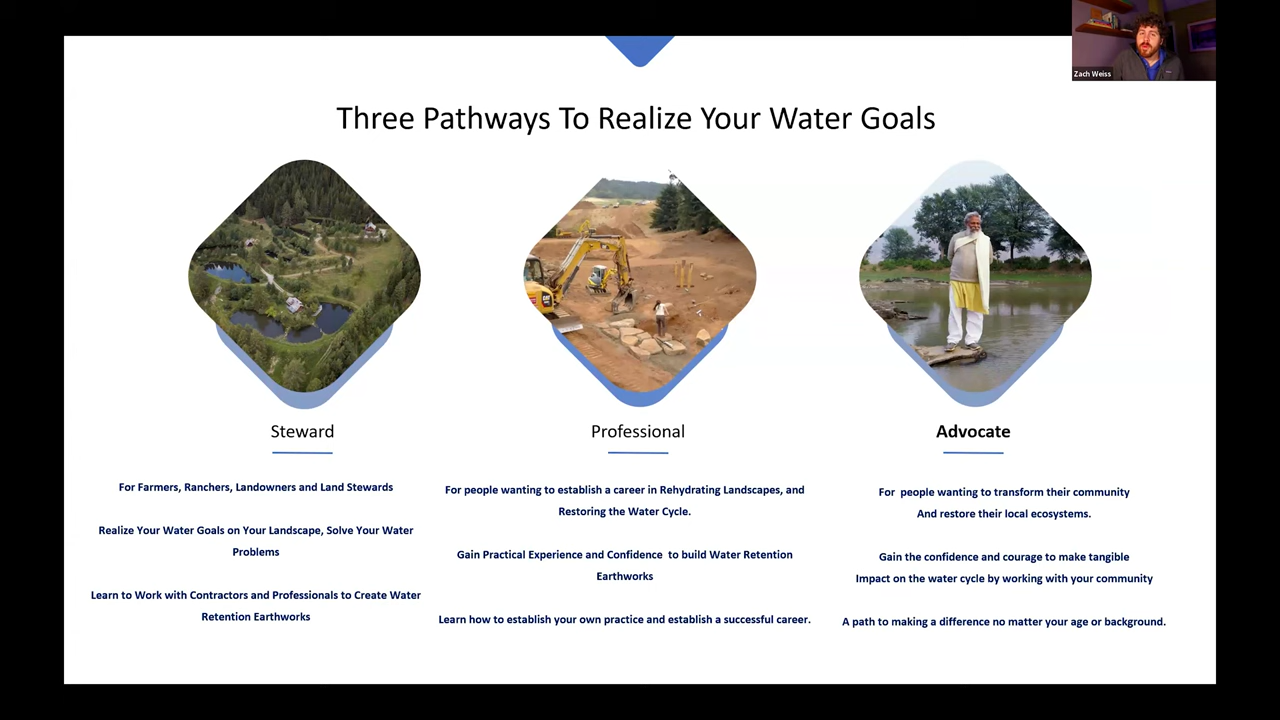 Zach Weiss
Three Pathways To Realize Your Water Goals
Steward
For Farmers, Ranchers, Landowners and Land Stewards
Realize Your Water Goals on Your Landscape, Solve Your Water
Problems
Learn to Work with Contractors and Professionals to Create Water
Retention Earthworks
Professional
For people wanting to establish a career in Rehydrating Landscapes, and
Restoring the Water Cycle.
Gain Practical Experience and Confidence to build Water Retention
Earthworks
Learn how to establish your own practice and establish a successful career.
Advocate
For people wanting to transform their community
And restore their local ecosystems.
Gain the confidence and courage to make tangible
Impact on the water cycle by working with your community
A path to making a difference no matter your age or background.